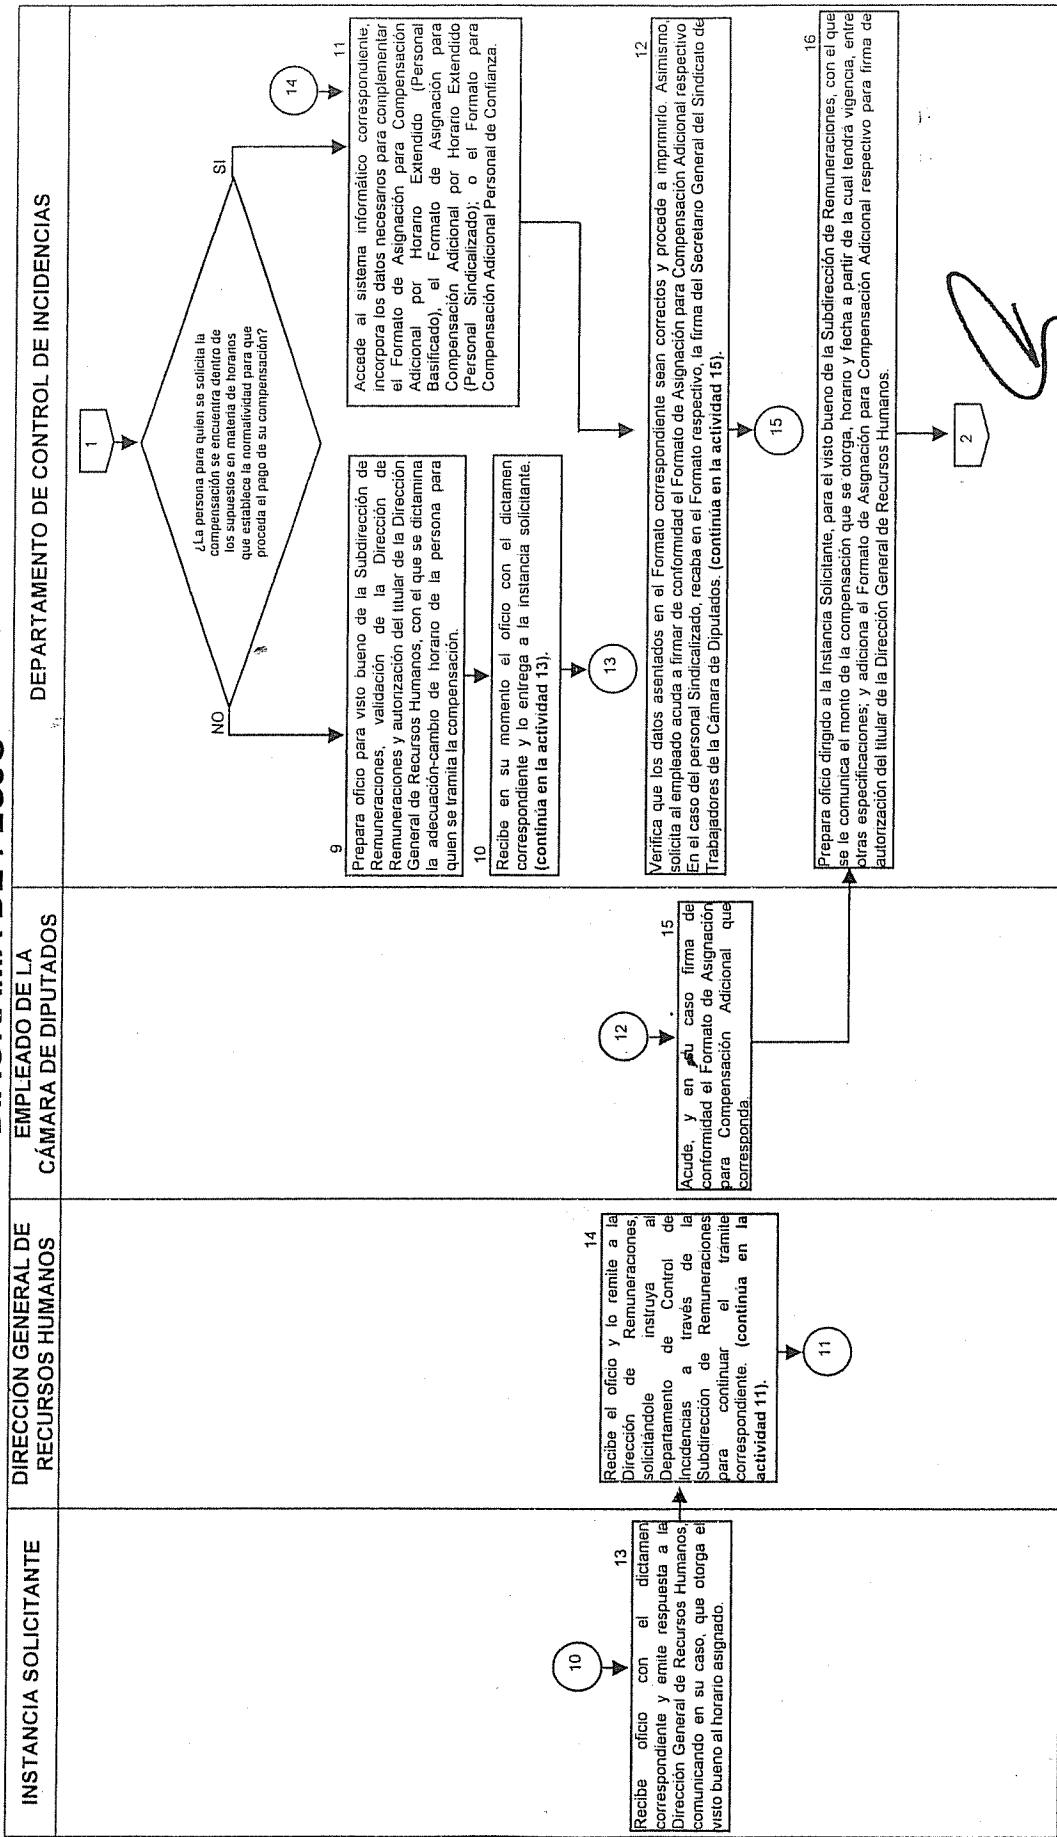 INSTANCIA SOLICITANTE
DIRECCIÓN GENERAL DE
RECURSOS HUMANOS
EMPLEADO DE LA
CÁMARA DE DIPUTADOS
DEPARTAMENTO DE CONTROL DE INCIDENCIAS
1
¿La persona para quien se solicita la
compensación se encuentra dentro de
los supuestos en materia de horarios
que establece la normatividad para que
proceda el pago de su compensación?
NO
SI
14
9
Prepara oficio para visto bueno de la Subdirección de
Remuneraciones, validación de la Dirección de
Remuneraciones y autorización del titular de la Dirección
General de Recursos Humanos, con el que se dictamina
la adecuación-cambio de horario de la persona para
quien se tramita la compensación.
10
Recibe en su momento el oficio con el dictamen
correspondiente y lo entrega a la instancia solicitante.
(continúa en la actividad 13).
13
11
Accede al sistema informático correspondiente,
incorpora los datos necesarios para complementar
el Formato de Asignación para Compensación
Adicional por Horario Extendido (Personal
Basificado), el Formato de Asignación para
Compensación Adicional por Horario Extendido
(Personal Sindicalizado); o el Formato para
Compensación Adicional Personal de Confianza.
10
13
Recibe oficio con el dictamen
correspondiente y emite respuesta a la
Dirección General de Recursos Humanos,
comunicando en su caso, que otorga el
visto bueno al horario asignado.
14
Recibe el oficio y lo remite a la
Dirección de Remuneraciones,
solicitándole instruya al
Departamento de Control de
Incidencias a través de la
Subdirección de Remuneraciones
para continuar el trámite
correspondiente. (continúa en la
actividad 11).
11
12
Verifica que los datos asentados en el Formato correspondiente sean correctos y procede a imprimirlo. Asimismo,
solicita al empleado acuda a firmar de conformidad el Formato de Asignación para Compensación Adicional respectivo
En el caso del personal Sindicalizado, recaba en el Formato respectivo, la firma del Secretario General del Sindicato de
Trabajadores de la Cámara de Diputados. (continúa en la actividad 15).
15
12
15
Acude, y en su caso firma de
conformidad el Formato de Asignación
para Compensación Adicional que
corresponda.
16
Prepara oficio dirigido a la Instancia Solicitante, para el visto bueno de la Subdirección de Remuneraciones, con el que
se le comunica el monto de la compensación que se otorga, horario y fecha a partir de la cual tendrá vigencia, entre
otras especificaciones; y adiciona el Formato de Asignación para Compensación Adicional respectivo para firma de
autorización del titular de la Dirección General de Recursos Humanos.
2